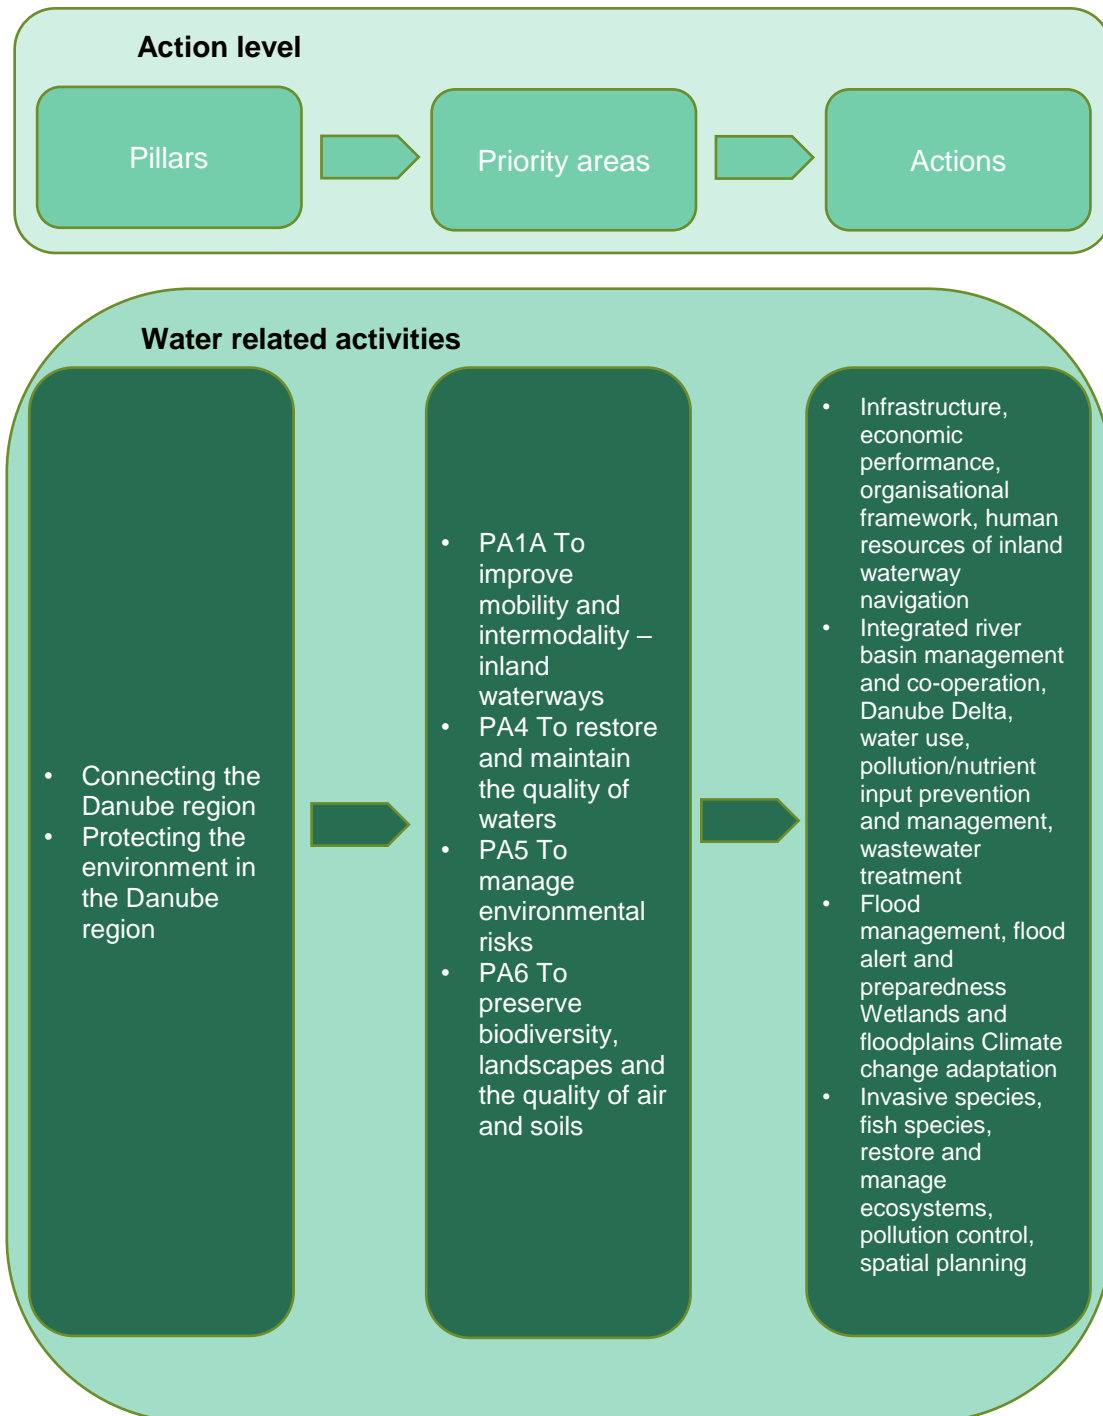 Action level
Pillars
Priority areas
Actions
Water related activities
• Connecting the
Danube region
• Protecting the
environment in
the Danube
region
• PA1A To
improve
mobility and
intermodality –
inland
waterways
• PA4 To restore
and maintain
the quality of
waters
• PA5 To
manage
environmental
risks
• PA6 To
preserve
biodiversity,
landscapes and
the quality of air
and soils
• Infrastructure,
economic
performance,
organisational
framework, human
resources of inland
waterway
navigation
• Integrated river
basin management
and co-operation,
Danube Delta,
water use,
pollution/nutrient
input prevention
and management,
wastewater
treatment
• Flood
management, flood
alert and
preparedness
Wetlands and
floodplains Climate
change adaptation
• Invasive species,
fish species,
restore and
manage
ecosystems,
pollution control,
spatial planning